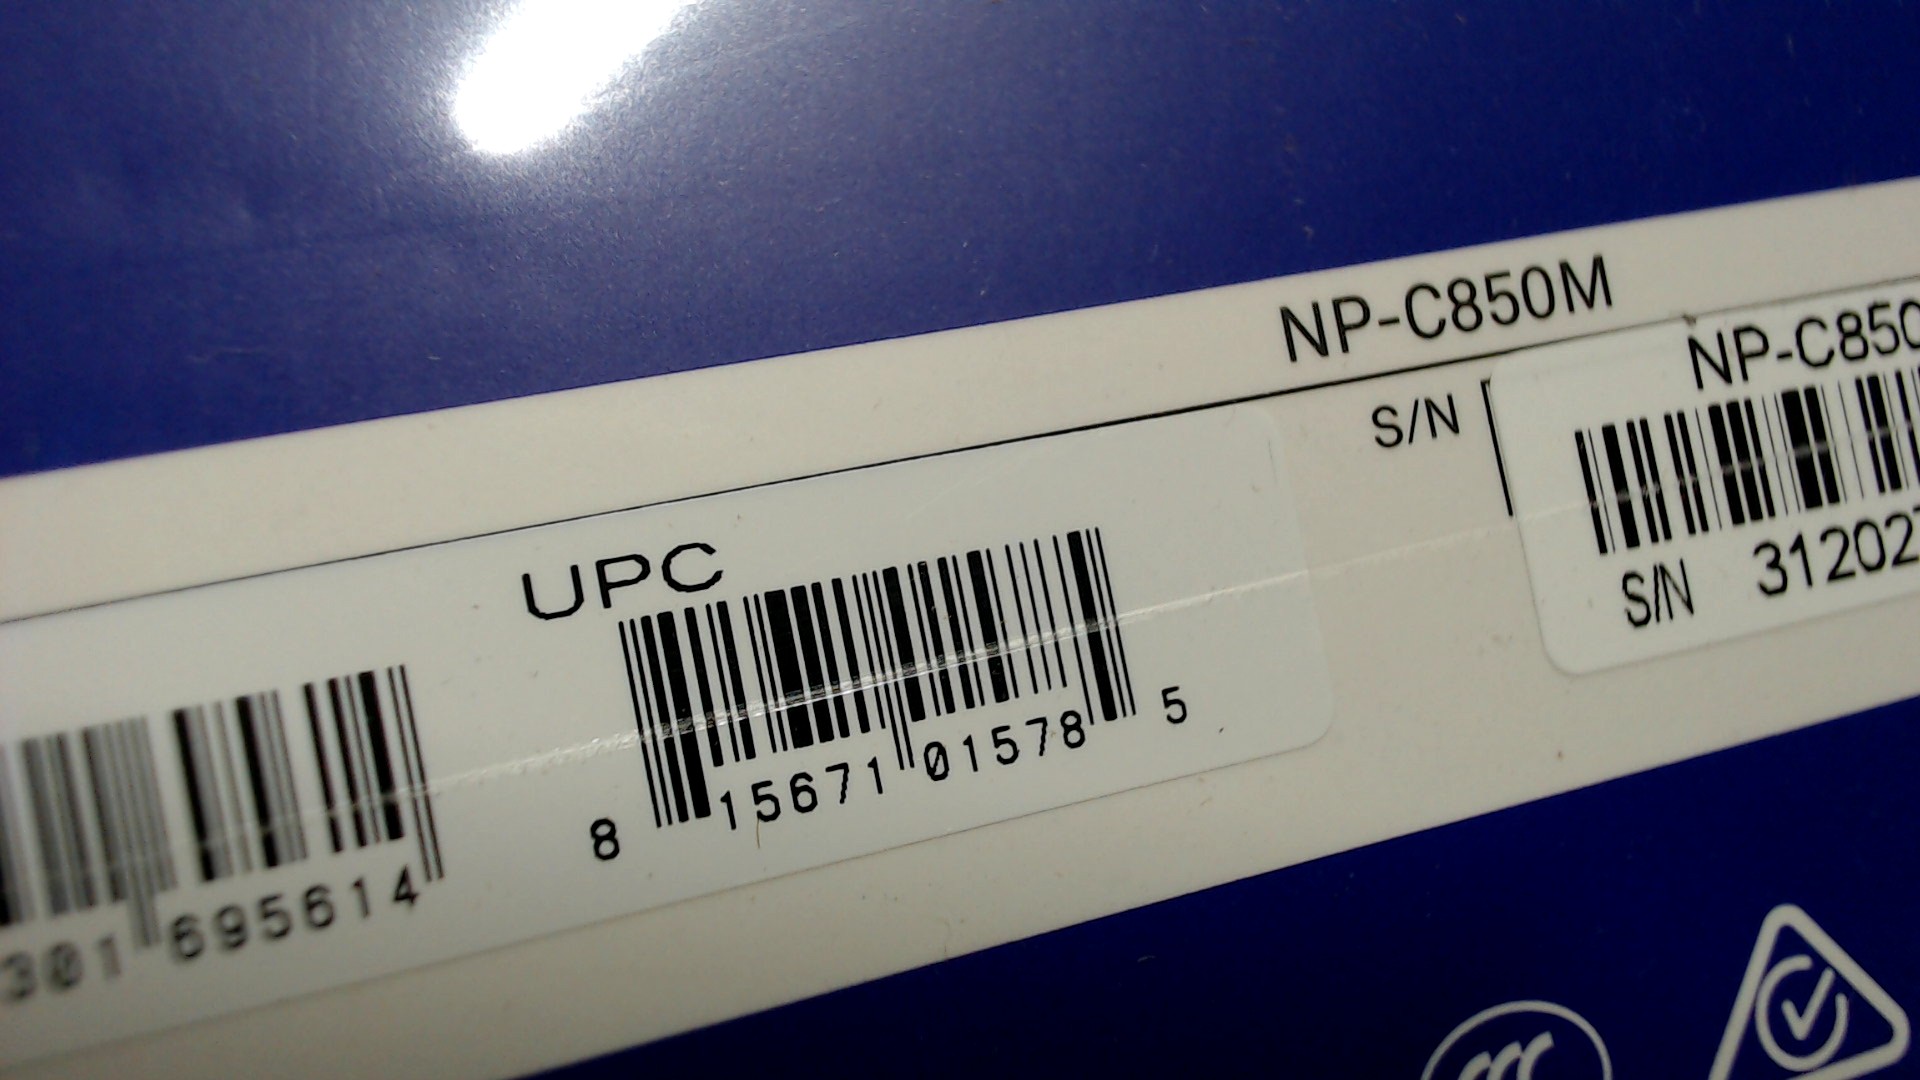 NP-C850M
S/N
NP-C850
S/N 31202
UPC
8 15671 01578 5
301 695614